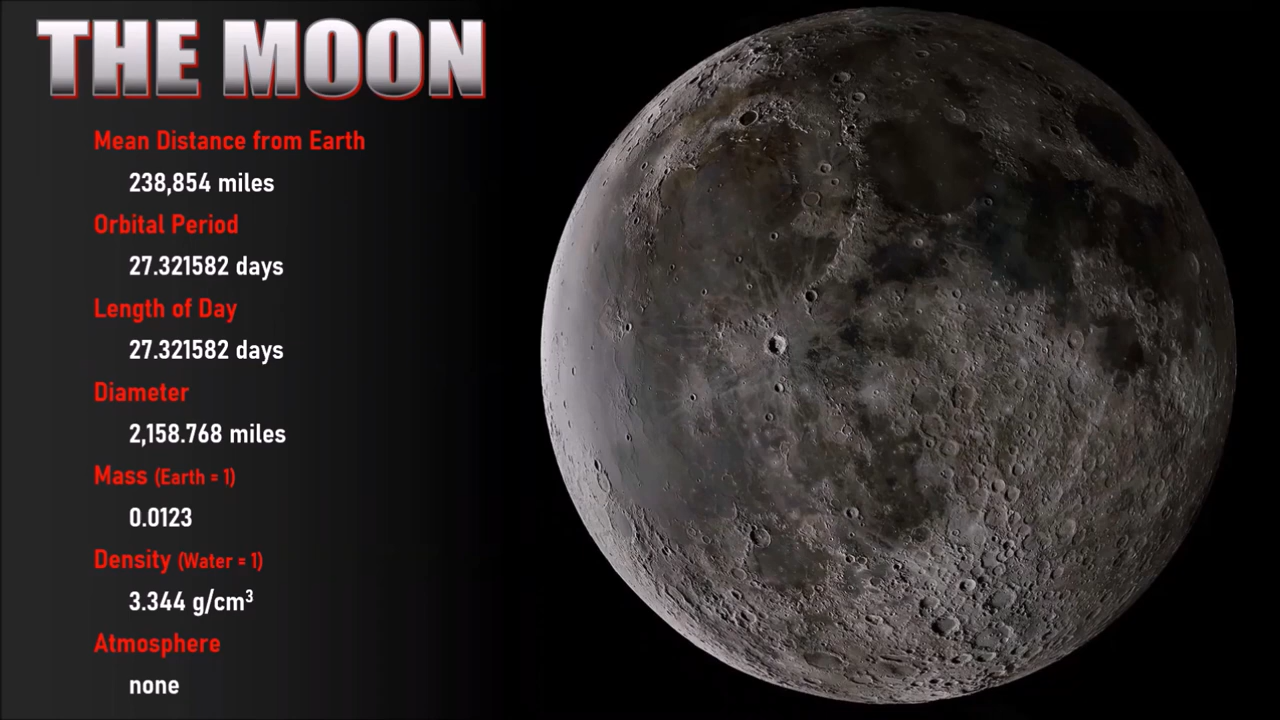 THE MOON
Mean Distance from Earth
238,854 miles
Orbital Period
27.321582 days
Length of Day
27.321582 days
Diameter
2,158.768 miles
Mass (Earth = 1)
0.0123
Density (Water = 1)
3.344 g/cm³
Atmosphere
none